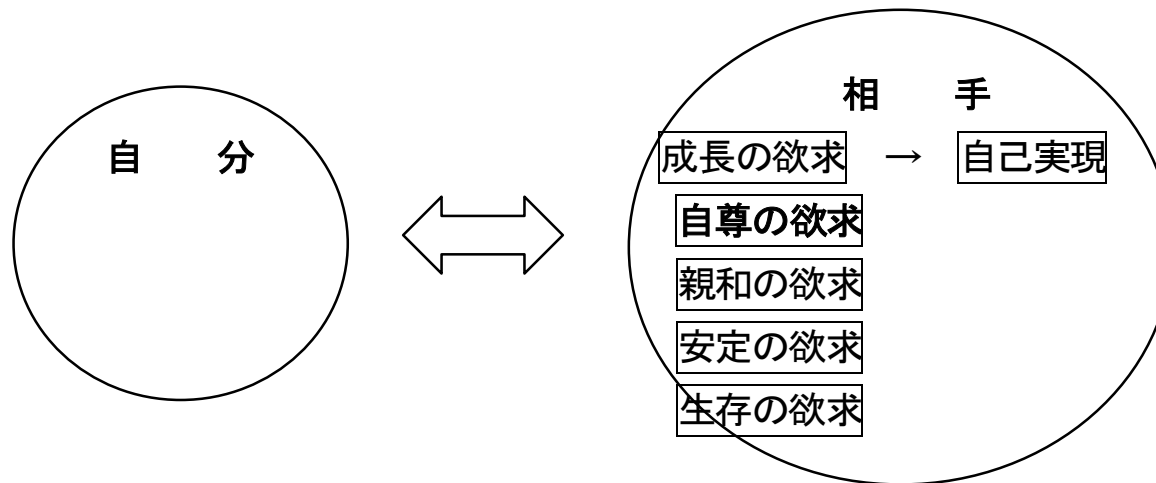 自　　分
相　　手
成長の欲求　→　自己実現
自尊の欲求
親和の欲求
安定の欲求
生存の欲求